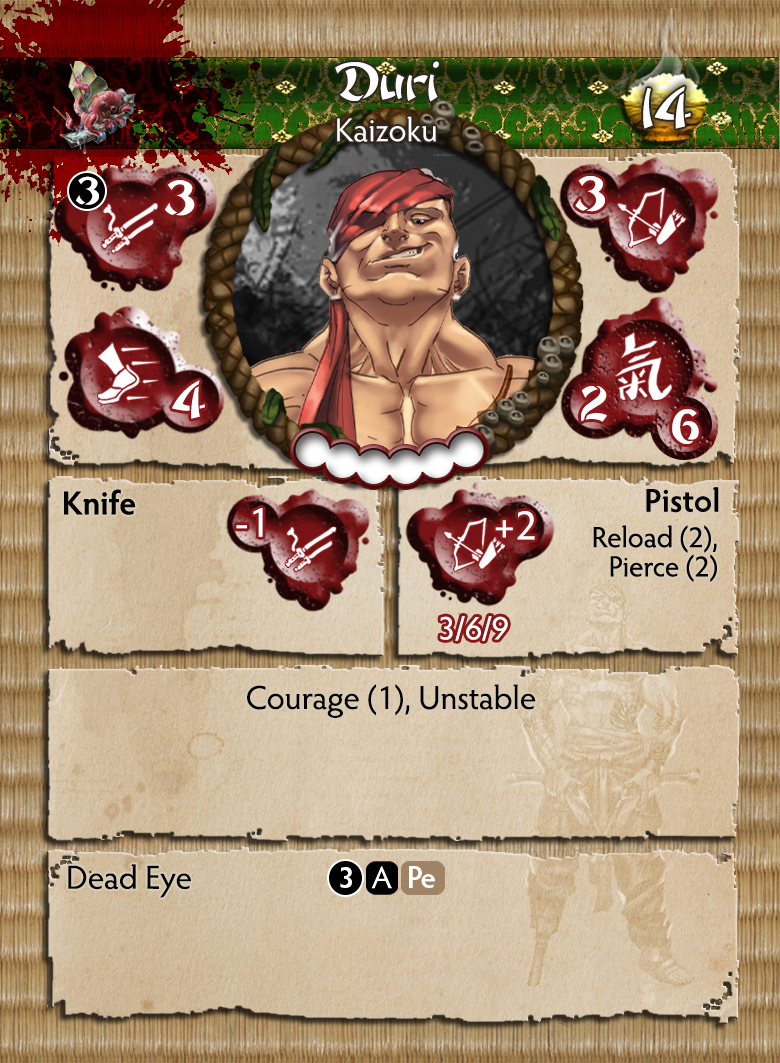 Duri
Kaizoku
14
3 3
3
4
氣
2 6
Knife
-1
+2
Pistol
Reload (2),
Pierce (2)
3/6/9
Courage (1), Unstable
Dead Eye 3 A Pe